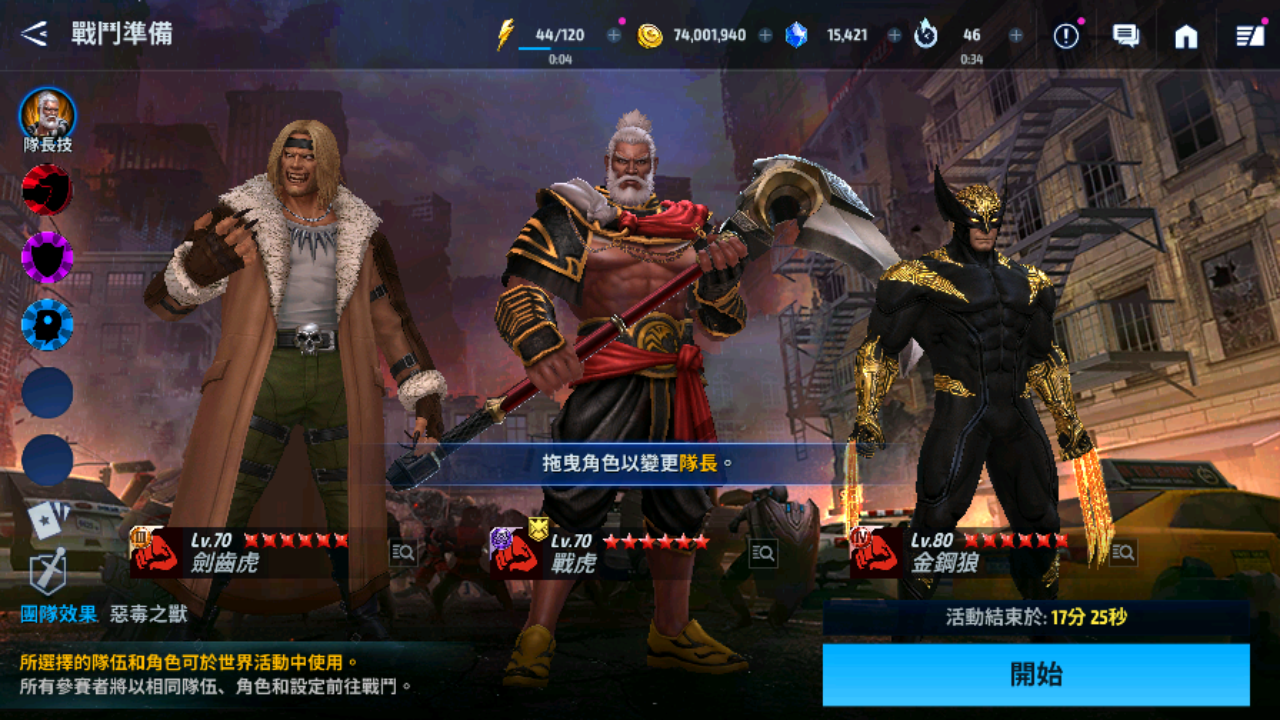 戰鬥準備
44/120
0:04
74,001,940
15,421
46
0:34
隊長技
拖曳角色以變更隊長。
III
Lv.70
劍齒虎
Lv.70
戰虎
IV
Lv.80
金鋼狼
團隊效果 惡毒之獸
所選擇的隊伍和角色可於世界活動中使用。
所有參賽者將以相同隊伍、角色和設定前往戰鬥。
活動結束於: 17分 25秒
開始